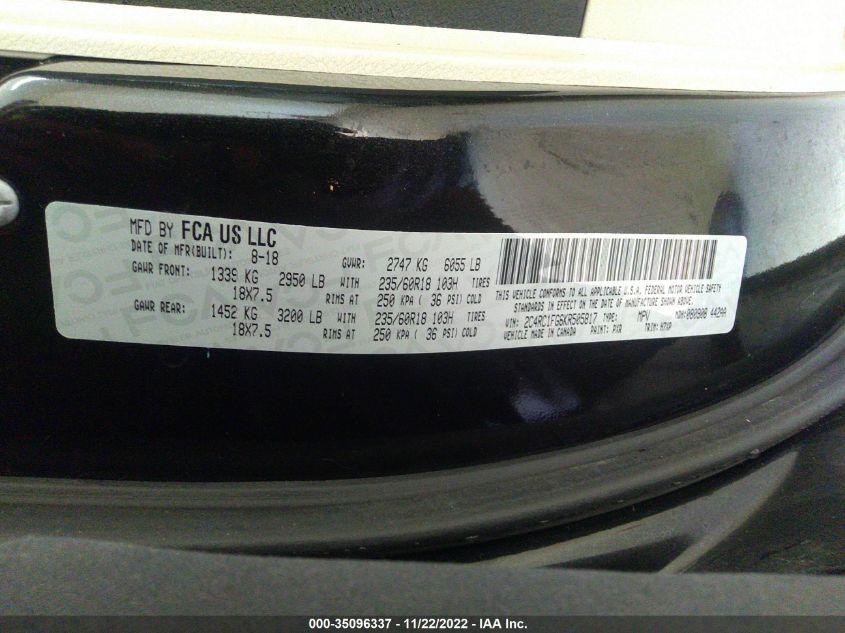 MFD BY FCA US LLC
DATE OF MFR(BUILT): 8-18 GVWR: 2747 KG 6055 LB
GAWR FRONT: 1339 KG 2950 LB WITH 235/60R18 103H TIRES
18X7.5 RIMS AT 250 KPA ( 36 PSI) COLD
GAWR REAR: 1452 KG 3200 LB WITH 235/60R18 103H TIRES
18X7.5 RIMS AT 250 KPA ( 36 PSI) COLD
THIS VEHICLE CONFORMS TO ALL APPLICABLE U.S.A. FEDERAL MOTOR VEHICLE SAFETY
STANDARDS IN EFFECT ON THE DATE OF MANUFACTURE SHOWN ABOVE.
VIN: 2C4RC1FG6KR505817 TYPE: MPV MDH: 080908 442AA
VEHICLE MADE IN CANADA PAINT: PXR TRIM:
000-35096337 - 11/22/2022 - IAA Inc.